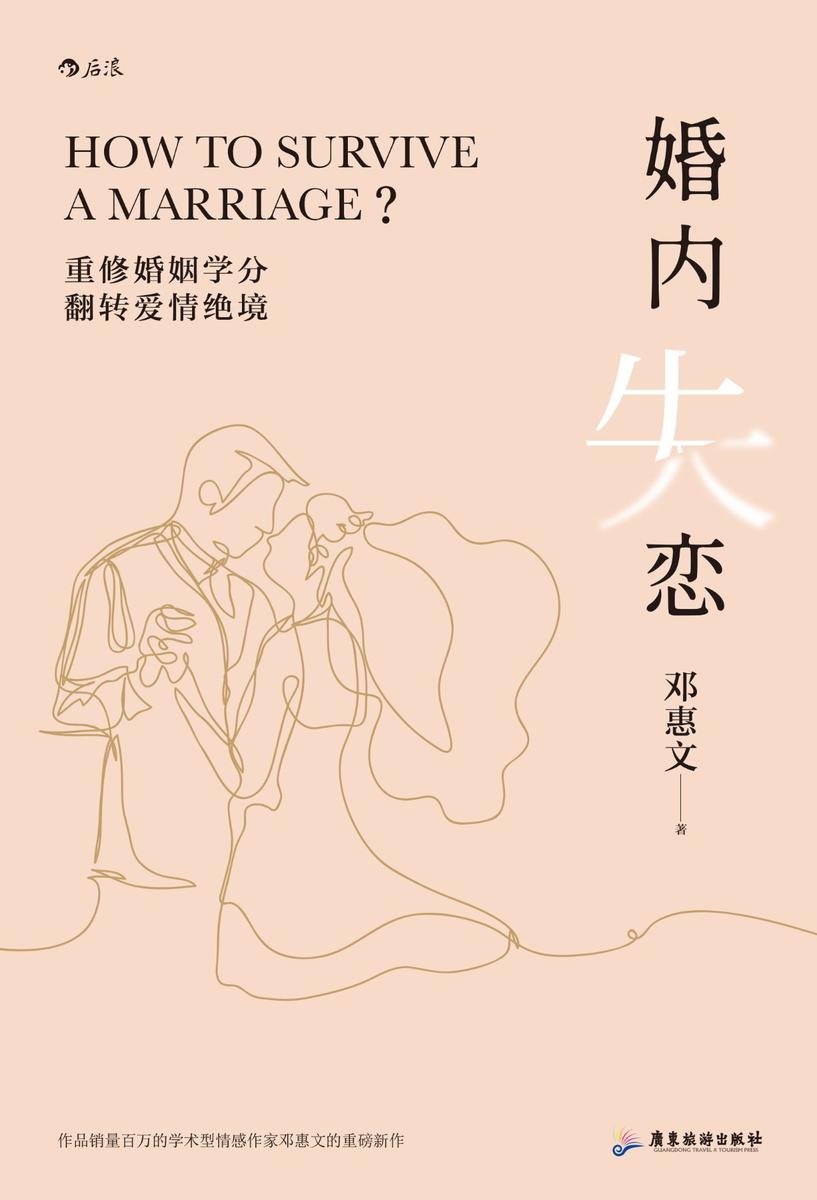 后浪
HOW TO SURVIVE
A MARRIAGE？
重修婚姻学分
翻转爱情绝境
婚内失恋
邓惠文
著
作品销量百万的学术型情感作家邓惠文的重磅新作
廣東旅游出版社
GUANGDONG TRAVEL & TOURISM PRESS